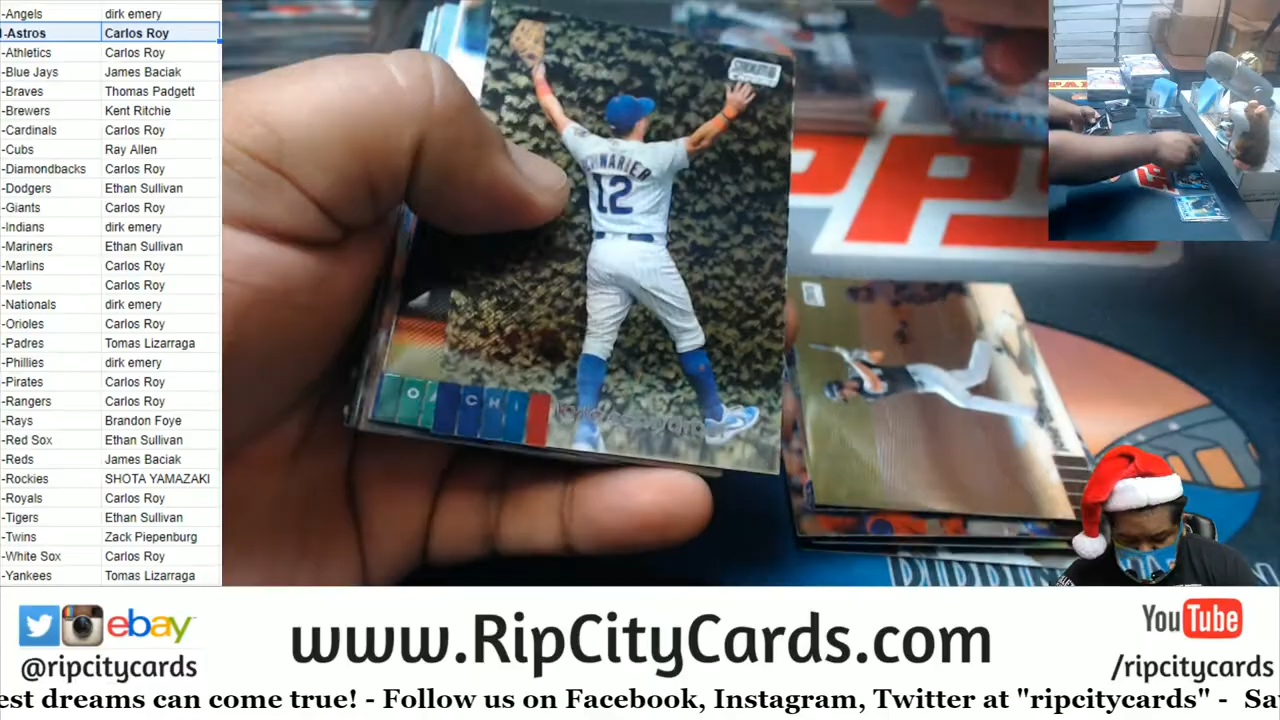 -Angels dirk emery
-Astros Carlos Roy
-Athletics Carlos Roy
-Blue Jays James Baciak
-Braves Thomas Padgett
-Brewers Kent Ritchie
-Cardinals Carlos Roy
-Cubs Ray Allen
-Diamondbacks Carlos Roy
-Dodgers Ethan Sullivan
-Giants Carlos Roy
-Indians dirk emery
-Mariners Ethan Sullivan
-Marlins Carlos Roy
-Mets Carlos Roy
-Nationals dirk emery
-Orioles Carlos Roy
-Padres Tomas Lizarraga
-Phillies dirk emery
-Pirates Carlos Roy
-Rangers Carlos Roy
-Rays Brandon Foye
-Red Sox Ethan Sullivan
-Reds James Baciak
-Rockies SHOTA YAMAZAKI
-Royals Carlos Roy
-Tigers Ethan Sullivan
-Twins Zack Piepenburg
-White Sox Carlos Roy
-Yankees Tomas Lizarraga
12
ebay
@ripcitycards
www.RipCityCards.com
YouTube
/ripcitycards
est dreams can come true! - Follow us on Facebook, Instagram, Twitter at "ripcitycards" - Sa